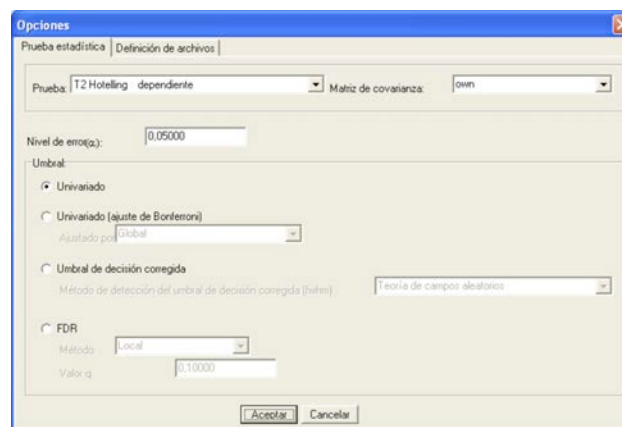 Opciones
Prueba estadística Definición de archivos
Prueba: T2 Hotelling dependiente Matriz de covarianza: own
Nivel de error(α): 0,05000
Umbral:
Univariado
Univariado (ajuste de Bonferroni)
Ajustado por Global
Umbral de decisión corregida
Método de detección del umbral de decisión corregida (fwhm) Teoría de campos aleatorios
FDR
Método Local
Valor q 0,10000
Aceptar Cancelar